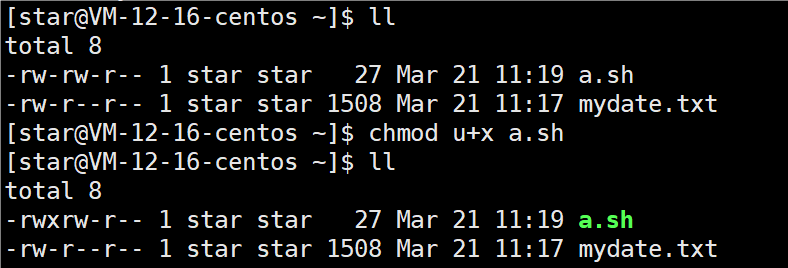 [star@VM-12-16-centos ~]$ ll
total 8
-rw-rw-r-- 1 star star   27 Mar 21 11:19 a.sh
-rw-r--r-- 1 star star 1508 Mar 21 11:17 mydate.txt
[star@VM-12-16-centos ~]$ chmod u+x a.sh
[star@VM-12-16-centos ~]$ ll
total 8
-rwxrw-r-- 1 star star   27 Mar 21 11:19 a.sh
-rw-r--r-- 1 star star 1508 Mar 21 11:17 mydate.txt